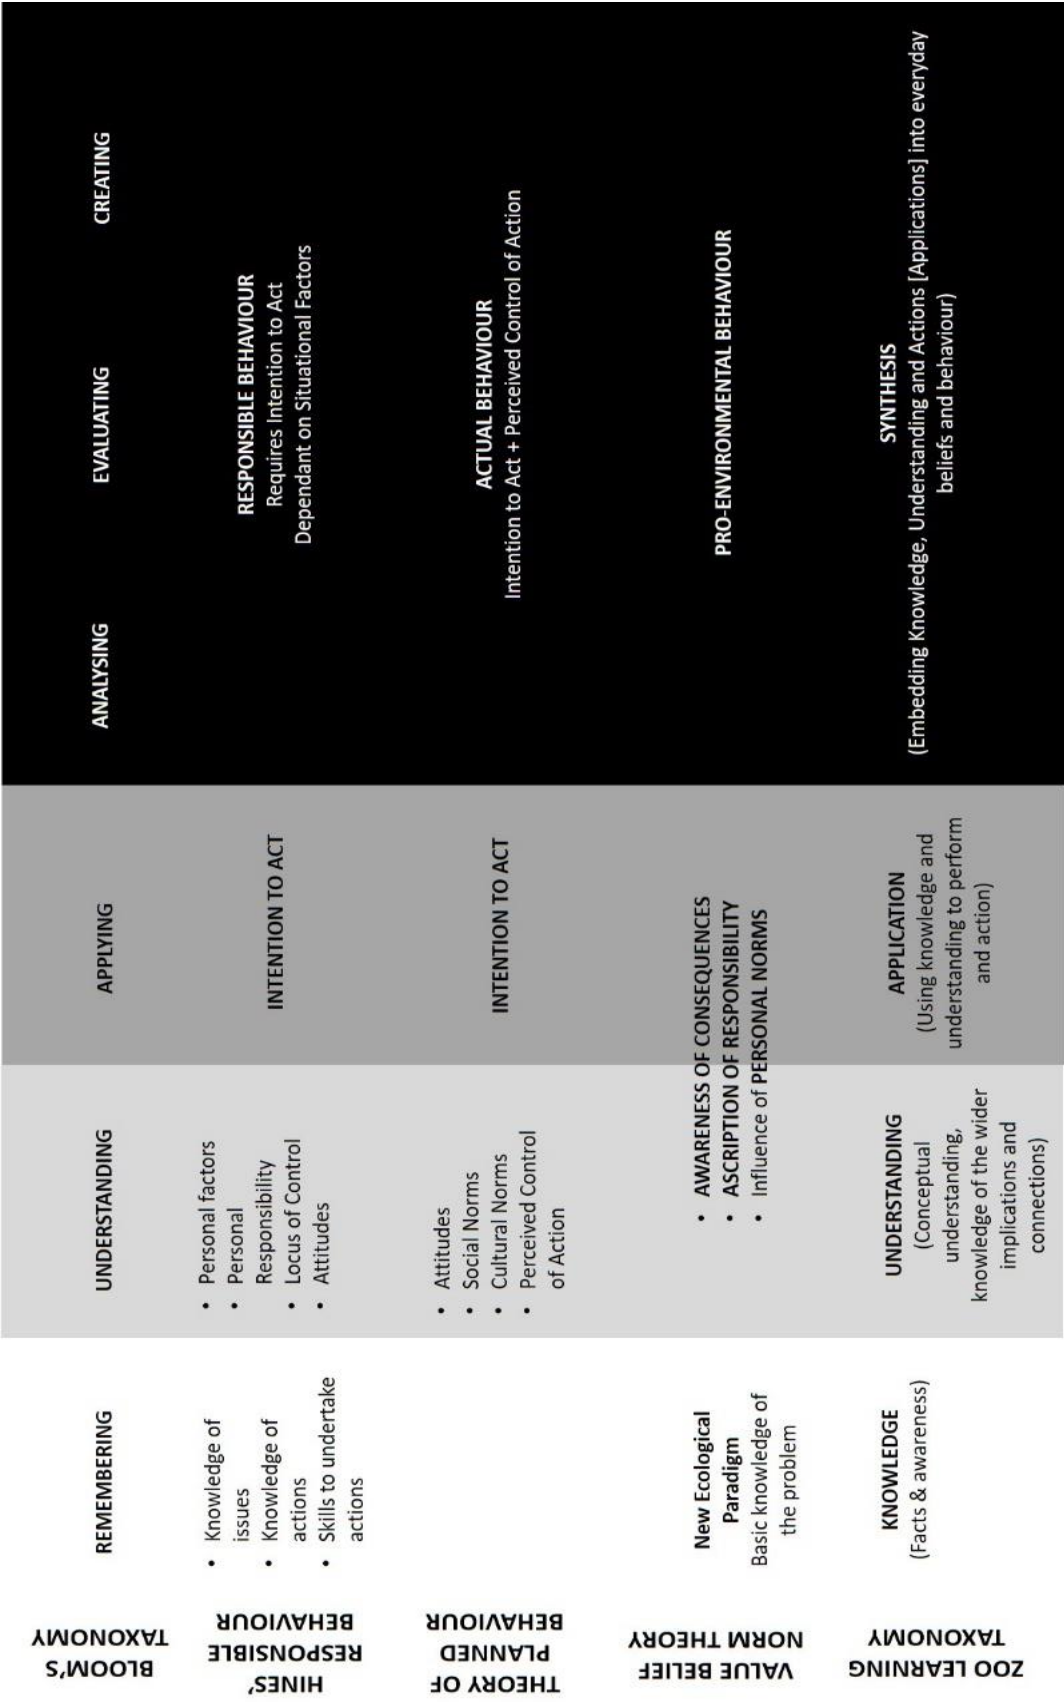 BLOOM'S
TAXONOMY
REMEMBERING
UNDERSTANDING
APPLYING
ANALYSING
EVALUATING
CREATING
HINES'
RESPONSIBLE
BEHAVIOUR
• Knowledge of
issues
• Knowledge of
actions
• Skills to undertake
actions
• Personal factors
• Personal
Responsibility
• Locus of Control
• Attitudes
INTENTION TO ACT
RESPONSIBLE BEHAVIOUR
Requires Intention to Act
Dependant on Situational Factors
THEORY OF
PLANNED
BEHAVIOUR
• Attitudes
• Social Norms
• Cultural Norms
• Perceived Control
of Action
INTENTION TO ACT
ACTUAL BEHAVIOUR
Intention to Act + Perceived Control of Action
VALUE BELIEF
NORM THEORY
New Ecological
Paradigm
Basic knowledge of
the problem
• AWARENESS OF CONSEQUENCES
• ASCRIPTION OF RESPONSIBILITY
• Influence of PERSONAL NORMS
PRO-ENVIRONMENTAL BEHAVIOUR
ZOO LEARNING
TAXONOMY
KNOWLEDGE
(Facts & awareness)
UNDERSTANDING
(Conceptual
understanding,
knowledge of the wider
implications and
connections)
APPLICATION
(Using knowledge and
understanding to perform
and action)
SYNTHESIS
(Embedding Knowledge, Understanding and Actions [Applications] into everyday
beliefs and behaviour)